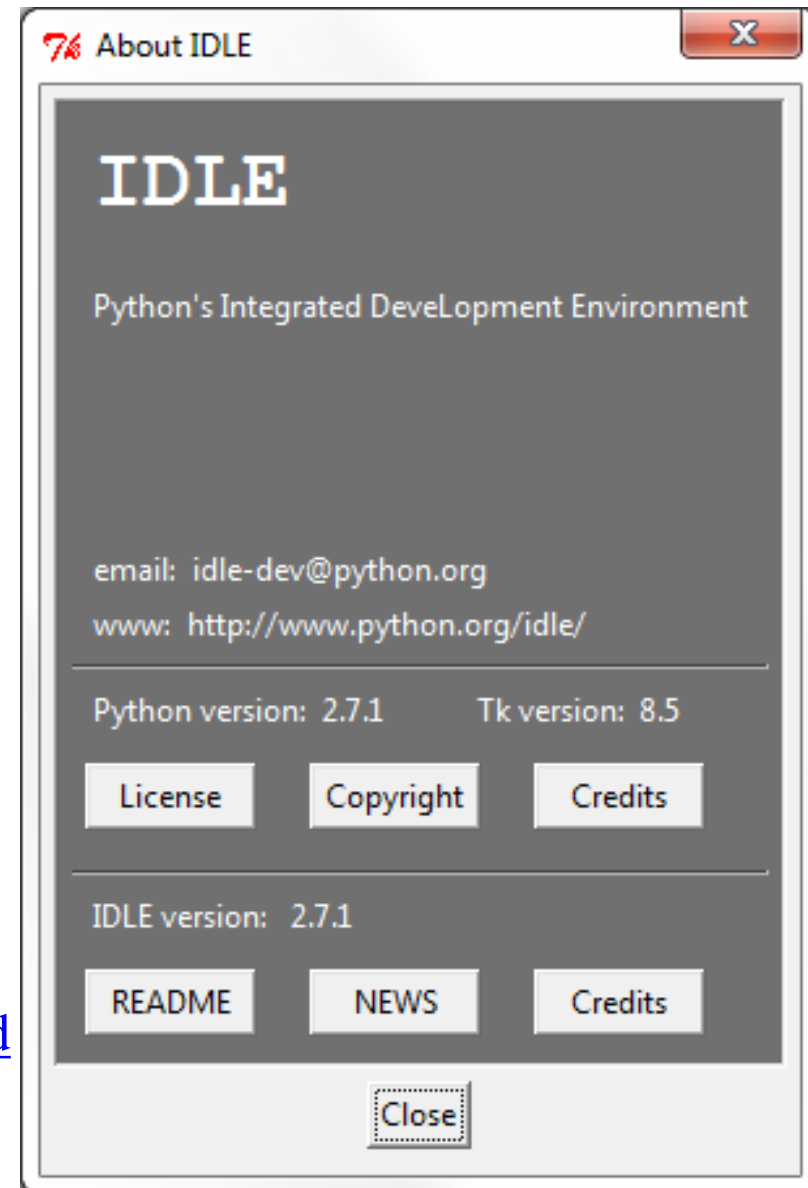 About IDLE
IDLE
Python's Integrated DeveLopment Environment
email: idle-dev@python.org
www: http://www.python.org/idle/
Python version: 2.7.1 Tk version: 8.5
License Copyright Credits
IDLE version: 2.7.1
README NEWS Credits
Close